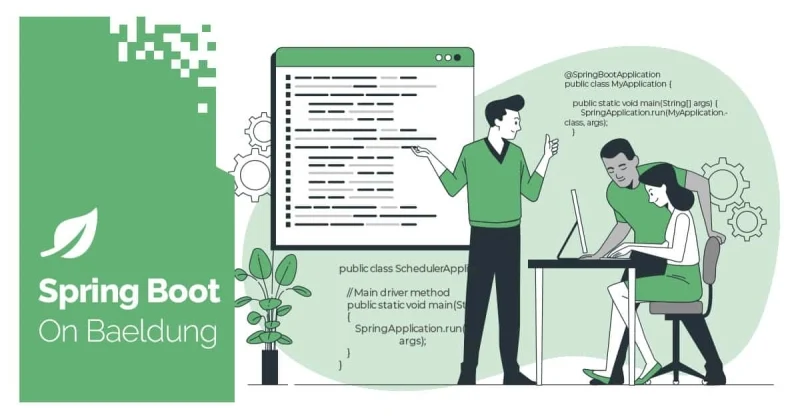 Spring Boot
On Baeldung
@SpringBootApplication
public class MyApplication {
public static void main(String[] args) {
SpringApplication.run(MyApplication.-
class, args);
}
public class SchedulerAppli
//Main driver method
public static void main(St
{
SpringApplication.run(
args);
}
}